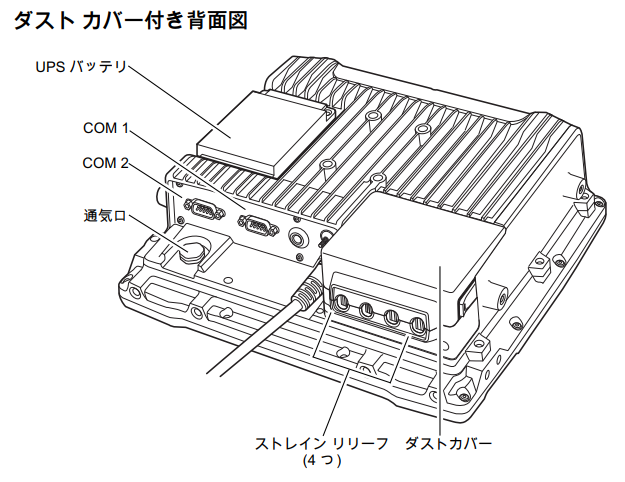 ダスト カバー付き背面図
UPS バッテリ
COM 1
COM 2
通気口
ストレイン リリーフ
(4 つ)
ダストカバー